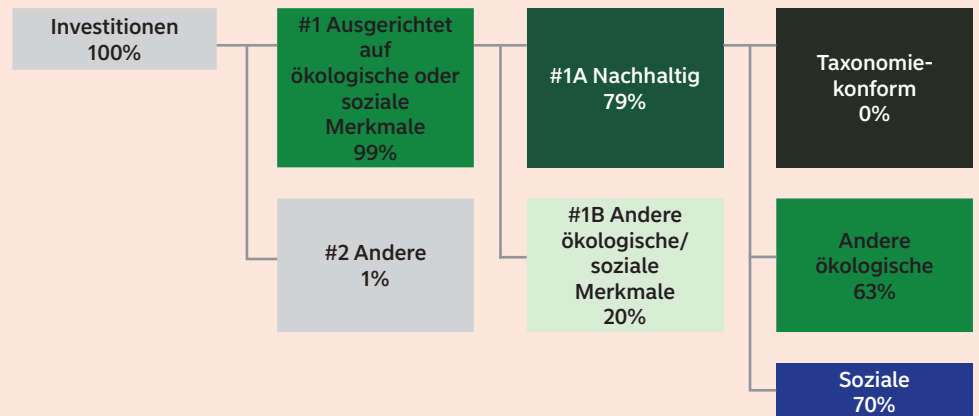 Investitionen
100%
#1 Ausgerichtet
auf
ökologische oder
soziale
Merkmale
99%
#1A Nachhaltig
79%
Taxonomie-
konform
0%
#2 Andere
1%
#1B Andere
ökologische/
soziale
Merkmale
20%
Andere
ökologische
63%
Soziale
70%